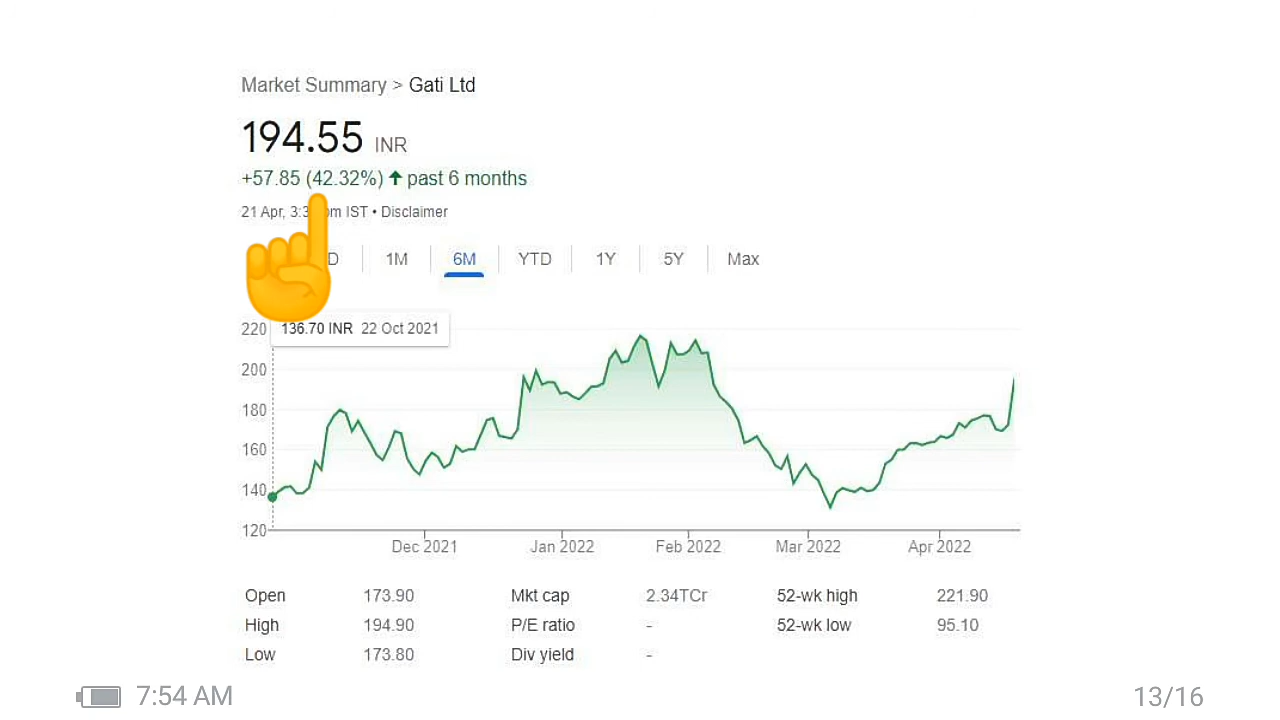 Market Summary > Gati Ltd
194.55 INR
+57.85 (42.32%) ↑ past 6 months
21 Apr, IST • Disclaimer
1M 6M YTD 1Y 5Y Max
136.70 INR 22 Oct 2021
220
200
180
160
140
120
Dec 2021 Jan 2022 Feb 2022 Mar 2022 Apr 2022
Open 173.90 Mkt cap 2.34TCr 52-wk high 221.90
High 194.90 P/E ratio - 52-wk low 95.10
Low 173.80 Div yield -
7:54 AM 13/16